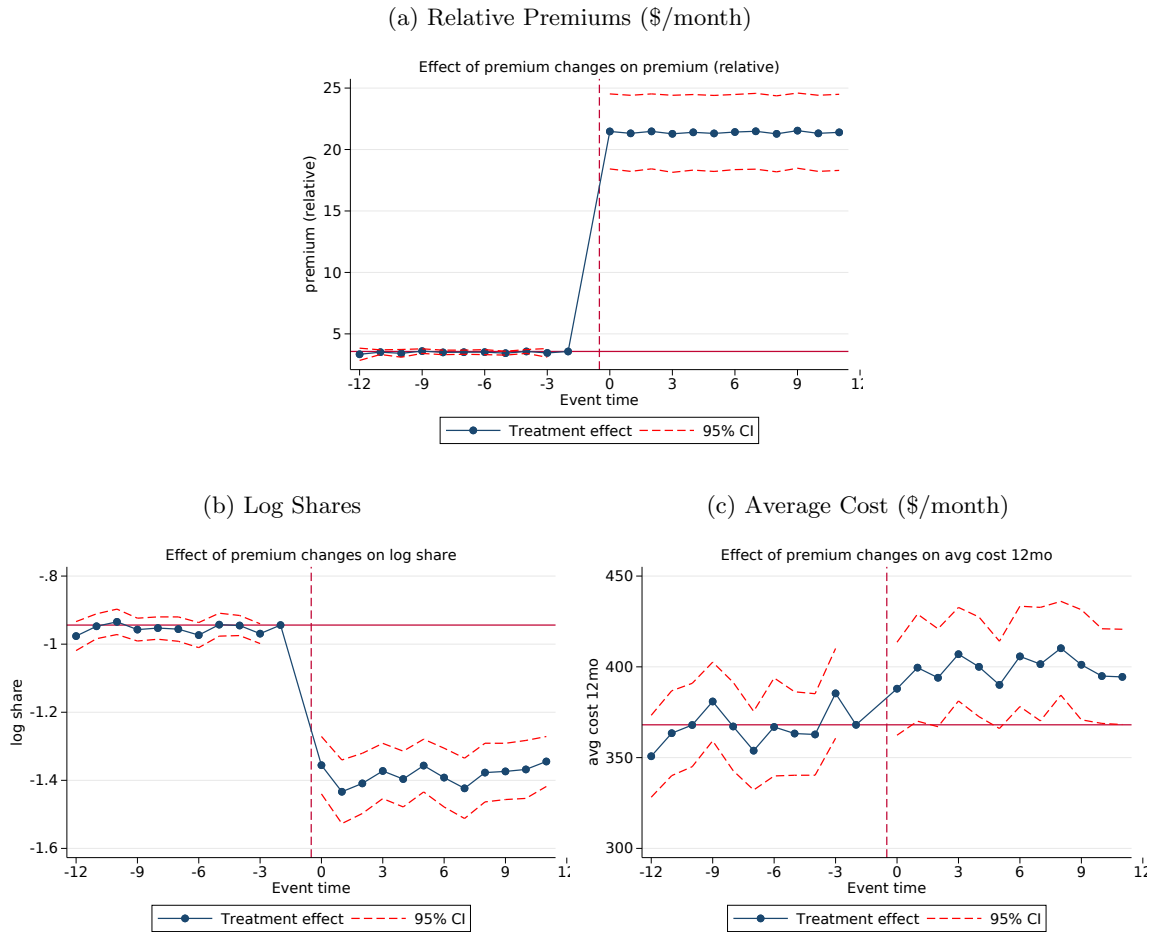 (a) Relative Premiums ($/month)
Effect of premium changes on premium (relative)
premium (relative)
25
20
15
10
5
-12 -9 -6 -3 0 3 6 9 12
Event time
Treatment effect 95% CI
(b) Log Shares
Effect of premium changes on log share
log share
-.8
-1
-1.2
-1.4
-1.6
-12 -9 -6 -3 0 3 6 9
Event time
Treatment effect 95% CI
(c) Average Cost ($/month)
Effect of premium changes on avg cost 12mo
avg cost 12mo
450
400
350
300
-12 -9 -6 -3 0 3 6 9 12
Event time
Treatment effect 95% CI